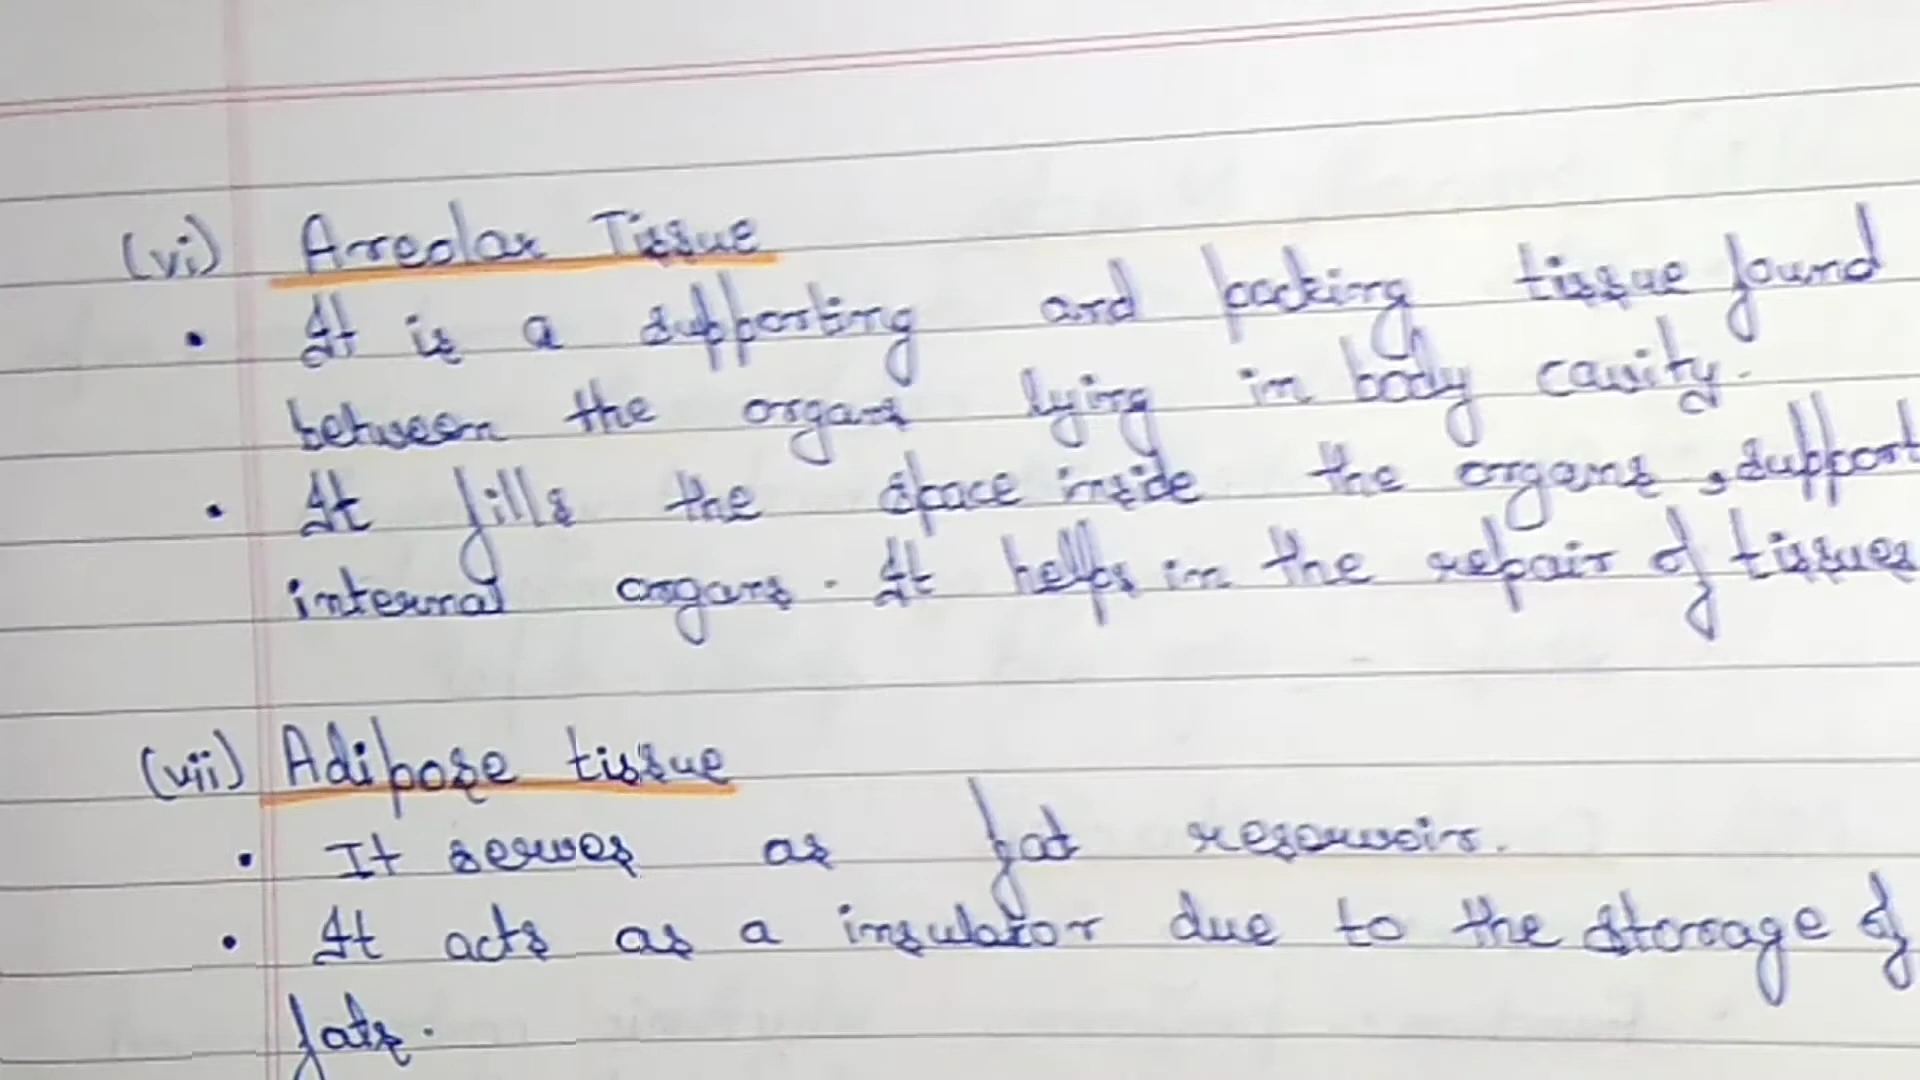 (vi) Arreolar Tissue
• It is a supporting and packing tissue found
between the organs lying in body cavity.
• It fills the space inside the organs, support
internal organs. It helps in the repair of tissues
(vii) Adipose tissue
• It serves as fat reservoir.
• It acts as a insulator due to the storage of
fats.